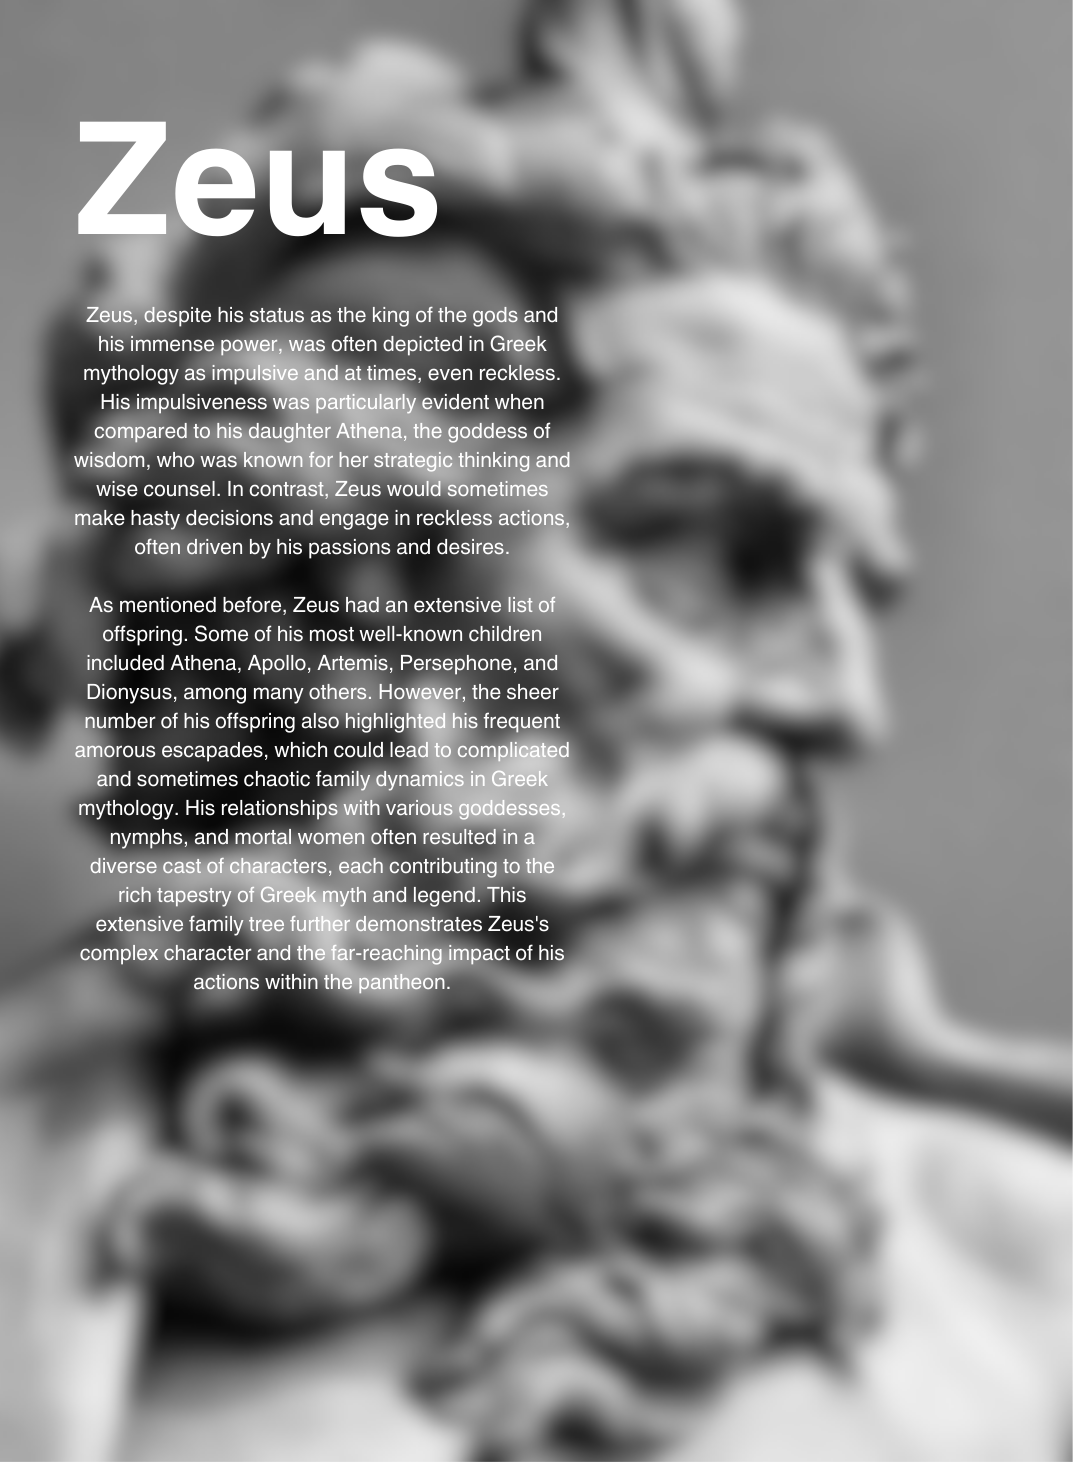 Zeus
Zeus, despite his status as the king of the gods and
his immense power, was often depicted in Greek
mythology as impulsive and at times, even reckless.
His impulsiveness was particularly evident when
compared to his daughter Athena, the goddess of
wisdom, who was known for her strategic thinking and
wise counsel. In contrast, Zeus would sometimes
make hasty decisions and engage in reckless actions,
often driven by his passions and desires.
As mentioned before, Zeus had an extensive list of
offspring. Some of his most well-known children
included Athena, Apollo, Artemis, Persephone, and
Dionysus, among many others. However, the sheer
number of his offspring also highlighted his frequent
amorous escapades, which could lead to complicated
and sometimes chaotic family dynamics in Greek
mythology. His relationships with various goddesses,
nymphs, and mortal women often resulted in a
diverse cast of characters, each contributing to the
rich tapestry of Greek myth and legend. This
extensive family tree further demonstrates Zeus's
complex character and the far-reaching impact of his
actions within the pantheon.